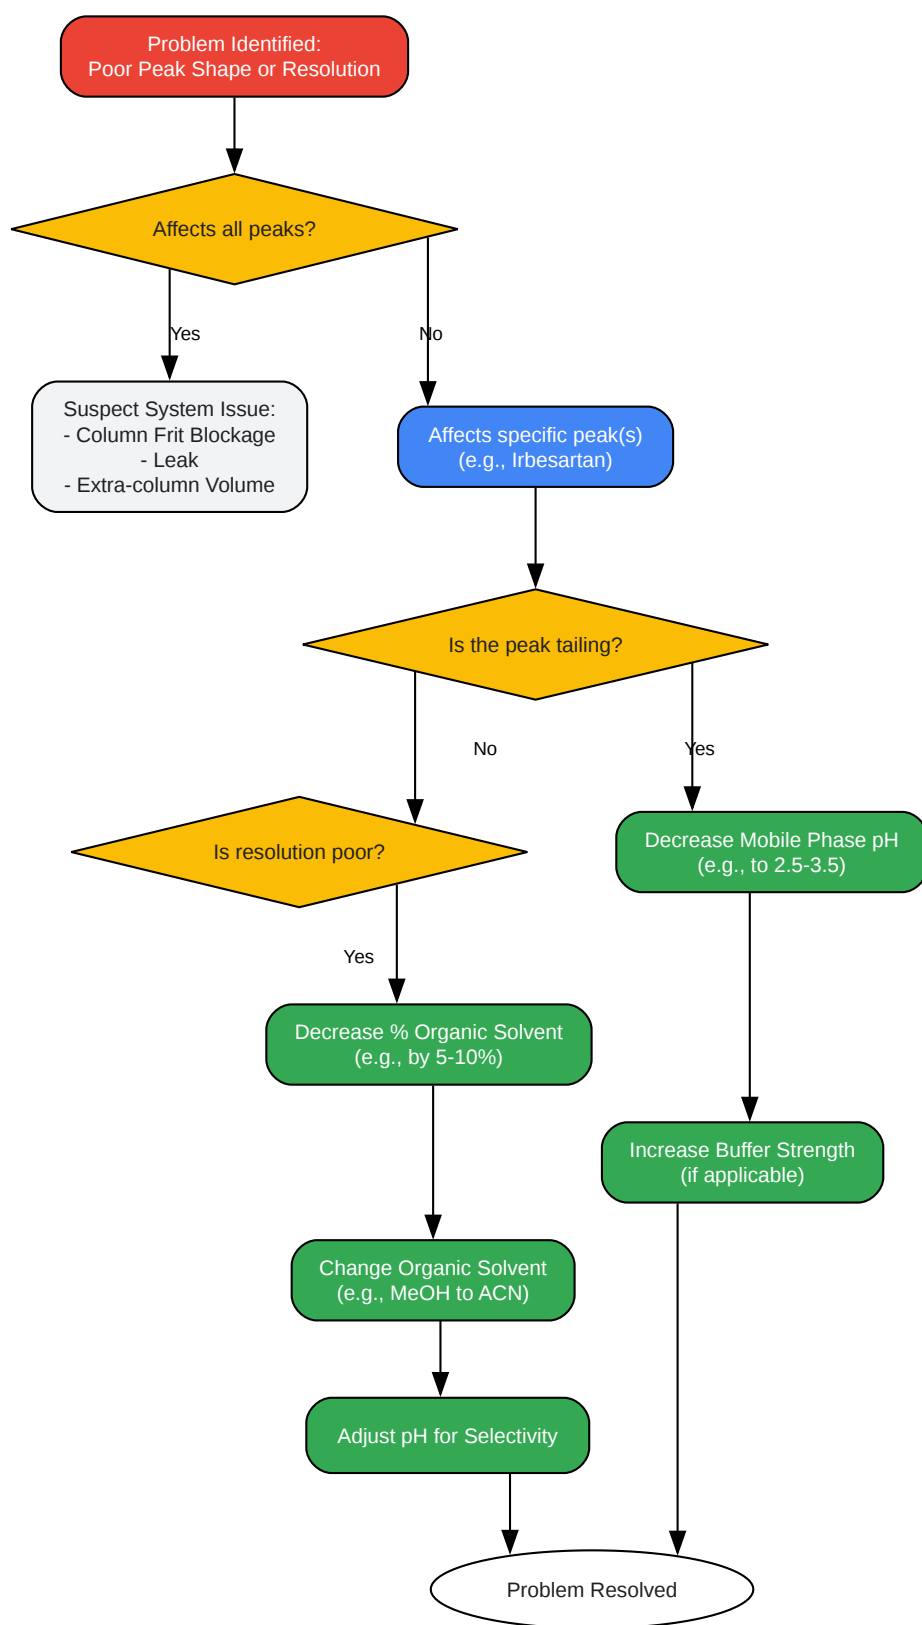 Problem Identified:
Poor Peak Shape or Resolution
Affects all peaks?
Yes
No
Suspect System Issue:
- Column Frit Blockage
- Leak
- Extra-column Volume
Affects specific peak(s)
(e.g., Irbesartan)
Is the peak tailing?
No
Yes
Is resolution poor?
Decrease Mobile Phase pH
(e.g., to 2.5-3.5)
Yes
Decrease % Organic Solvent
(e.g., by 5-10%)
Increase Buffer Strength
(if applicable)
Change Organic Solvent
(e.g., MeOH to ACN)
Adjust pH for Selectivity
Problem Resolved